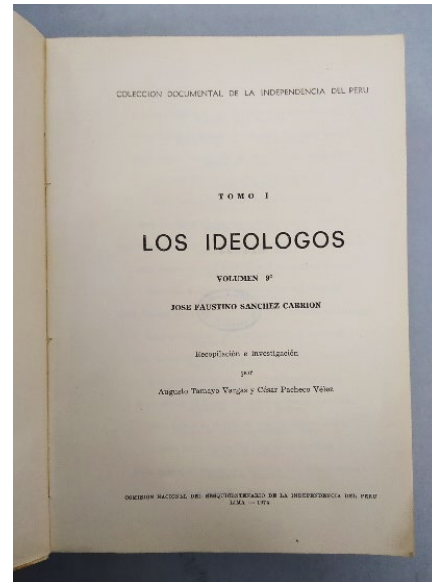 COLECCION DOCUMENTAL DE LA INDEPENDENCIA DEL PERU
TOMO I
LOS IDEOLOGOS
VOLUMEN 9º
JOSE FAUSTINO SANCHEZ CARRION
Recopilación e Investigación
por
Augusto Tamayo Vargas y César Pacheco Vélez
COMISION NACIONAL DEL SESQUICENTENARIO DE LA INDEPENDENCIA DEL PERU
LIMA — 1974